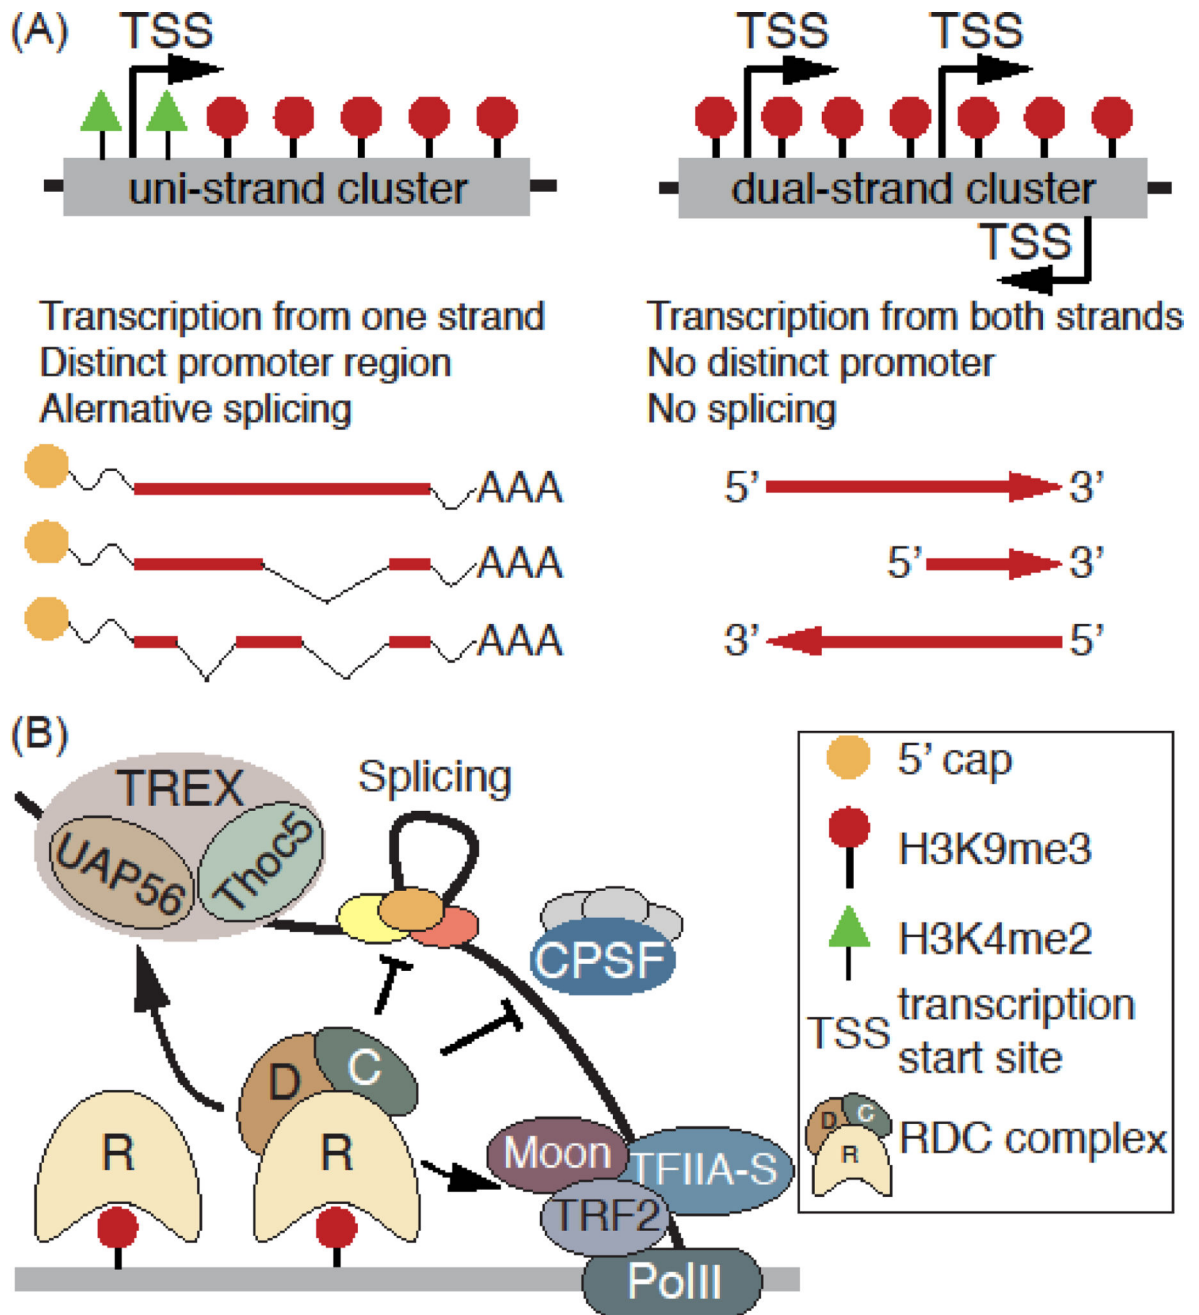 (A)
TSS
TSS
TSS
uni-strand cluster
dual-strand cluster
TSS
Transcription from one strand
Distinct promoter region
Alernative splicing
Transcription from both strands
No distinct promoter
No splicing
AAA
AAA
AAA
5’ 3’
5’ 3’
3’ 5’
(B)
TREX
UAP56
Thoc5
Splicing
CPSF
D
C
R
R
Moon
TFIIA-S
TRF2
PolII
5’ cap
H3K9me3
H3K4me2
TSS
transcription
start site
D
C
R
RDC complex